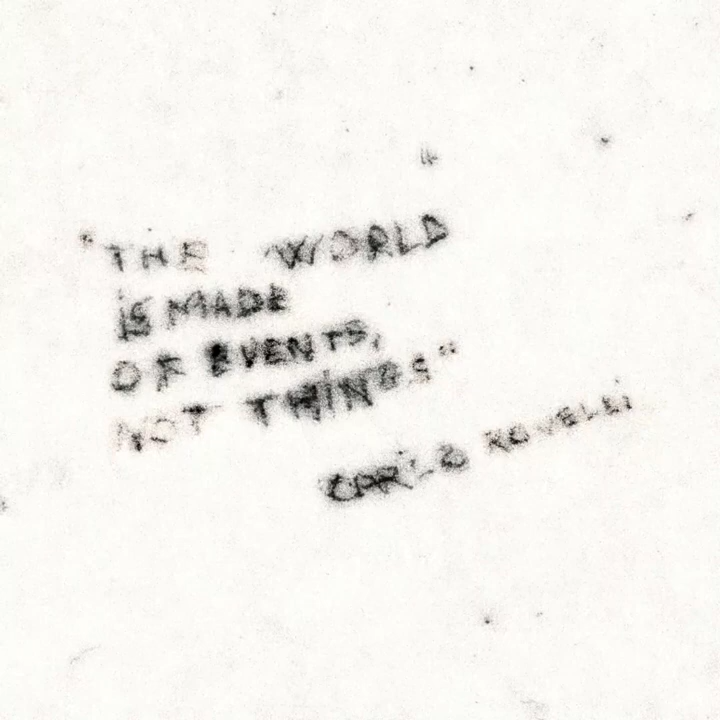 "THE WORLD
iS MADE
OF EVENTS,
NOT THINGS"
CARLO ROVELLi